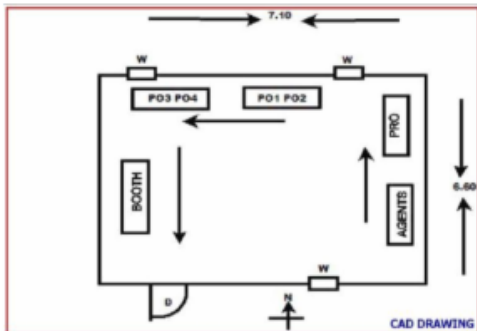 7.10
W
W
PO3 PO4
PO1 PO2
PRO
6.60
BOOTH
AGENTS
W
D
N
CAD DRAWING